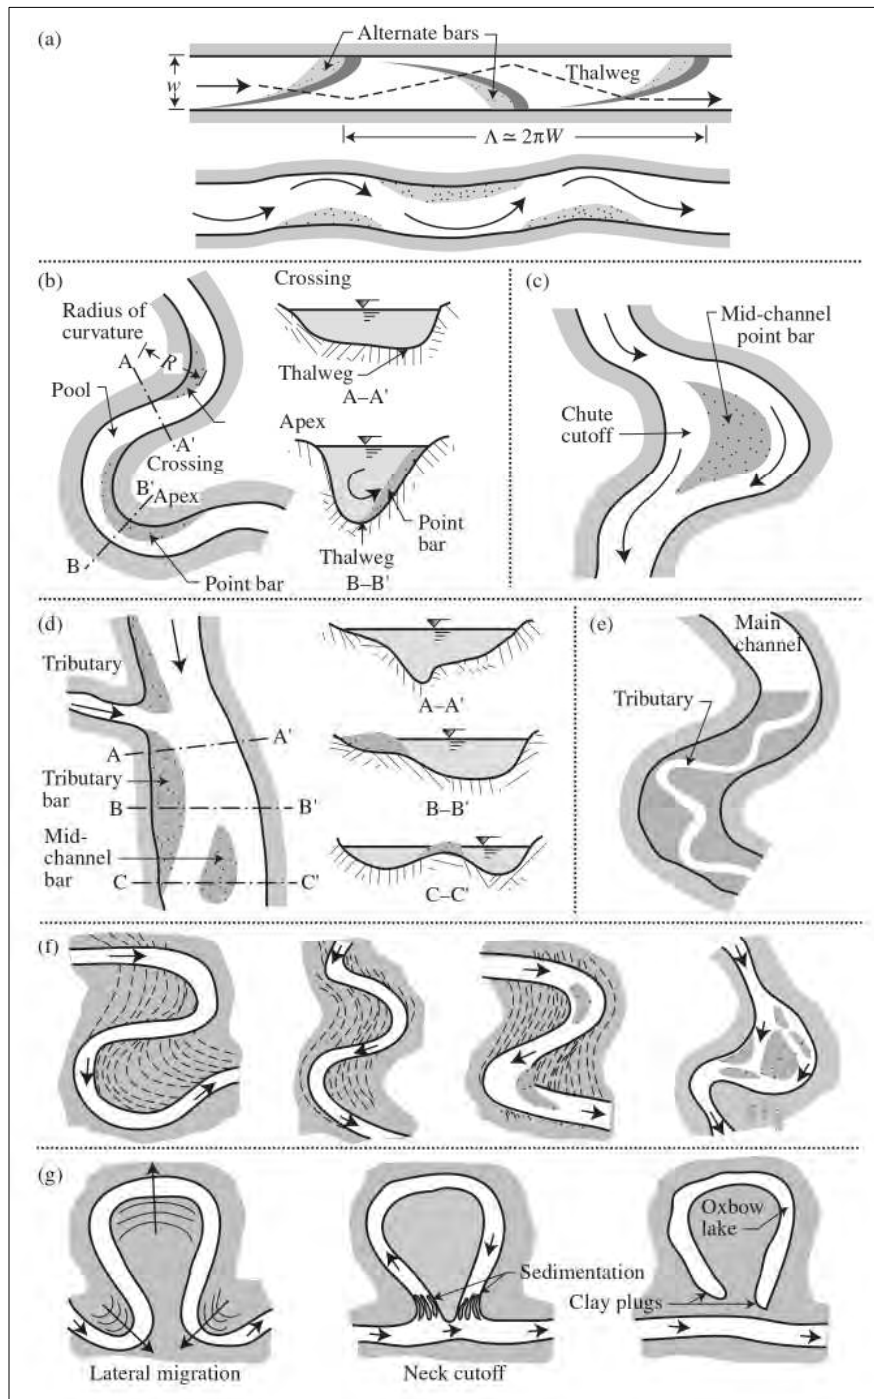 (a)
Alternate bars
Thalweg
w
Λ ≃ 2πW
(b)
Radius of
curvature
A
R
Pool
A'
Crossing
B'
Apex
B
Point bar
Crossing
Thalweg
A–A'
Apex
Point
bar
Thalweg
B–B'
(c)
Mid-channel
point bar
Chute
cutoff
(d)
Tributary
A
A'
Tributary
bar
B
B'
Mid-
channel
bar
C
C'
A–A'
B–B'
C–C'
(e)
Main
channel
Tributary
(f)
(g)
Lateral migration
Sedimentation
Neck cutoff
Oxbow
lake
Clay plugs